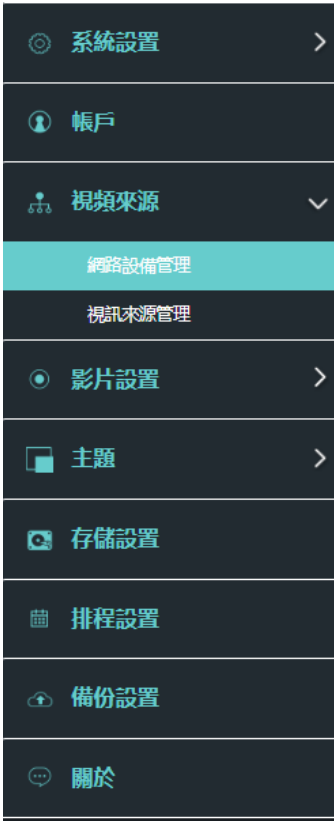 系統設置
帳戶
視頻來源
網路設備管理
視訊來源管理
影片設置
主題
存儲設置
排程設置
備份設置
關於